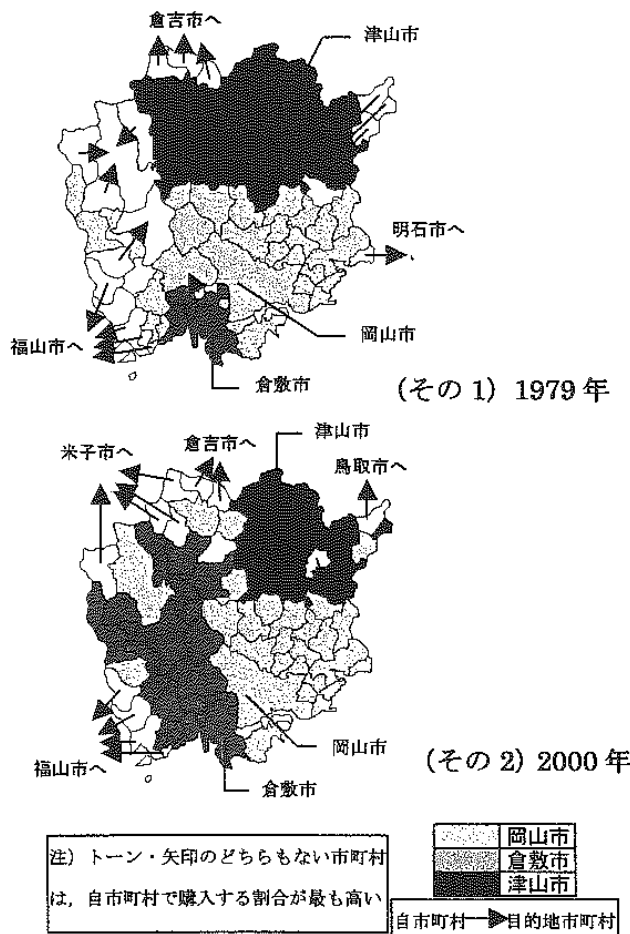 倉吉市へ
津山市
明石市へ
岡山市
福山市へ
倉敷市
(その1) 1979年
米子市へ
倉吉市へ
津山市
鳥取市へ
岡山市
福山市へ
倉敷市
(その2) 2000年
注) トーン・矢印のどちらもない市町村
は, 自市町村で購入する割合が最も高い
岡山市
倉敷市
津山市
自市町村 目的地市町村